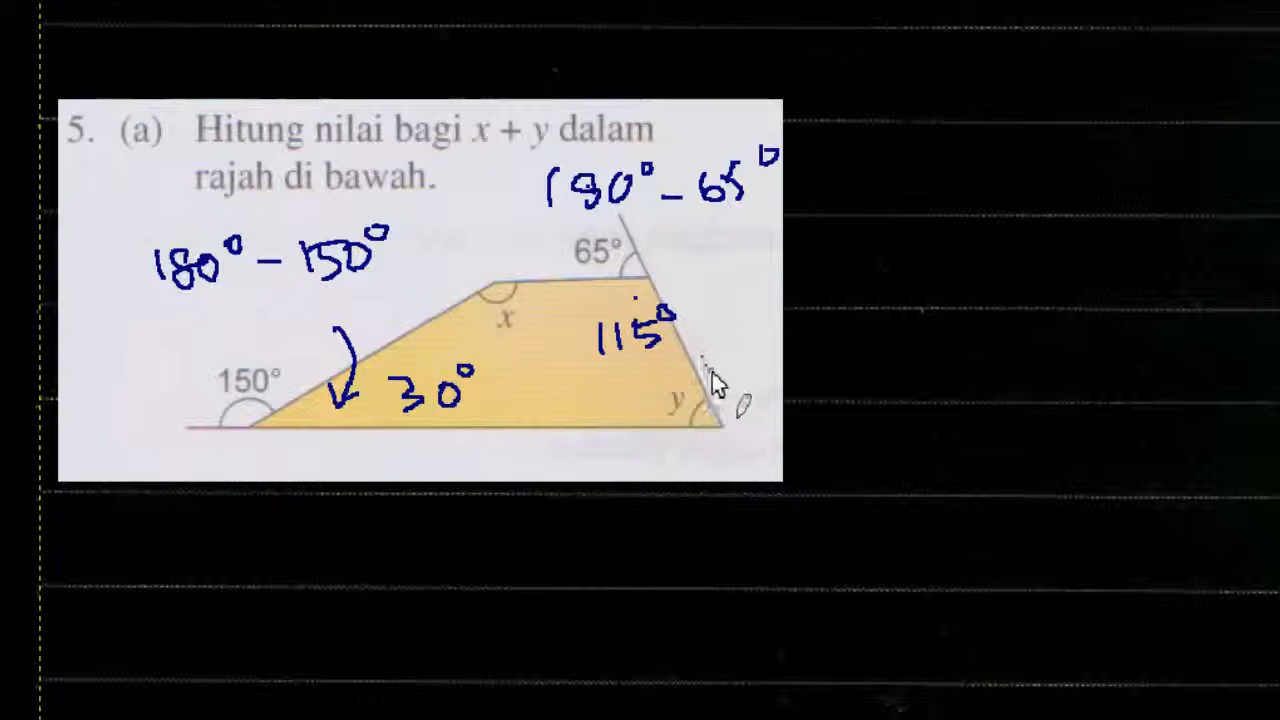 5. (a) Hitung nilai bagi x + y dalam
rajah di bawah.
180° – 65°
180° – 150°
65°
x
115°
150°
30°
y